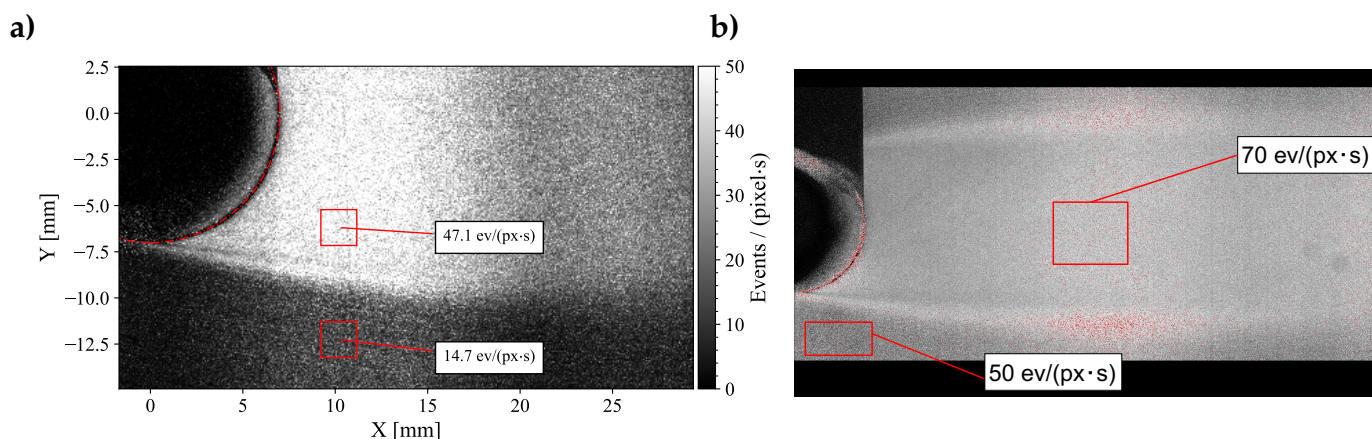 a)
b)
2.5
0.0
−2.5
−5.0
−7.5
−10.0
−12.5
Y [mm]
0
5
10
15
20
25
X [mm]
47.1 ev/(px·s)
14.7 ev/(px·s)
50
40
30
20
10
0
Events / (pixel·s)
70 ev/(px·s)
50 ev/(px·s)